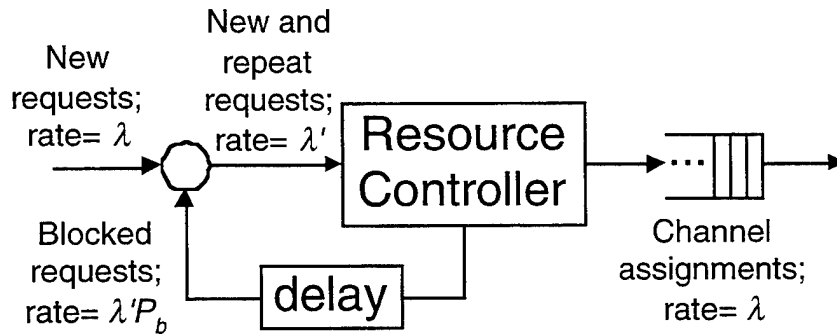 New
requests;
rate= λ
New and
repeat
requests;
rate= λ'
Resource
Controller
Blocked
requests;
rate= λ'P_b
delay
Channel
assignments;
rate= λ